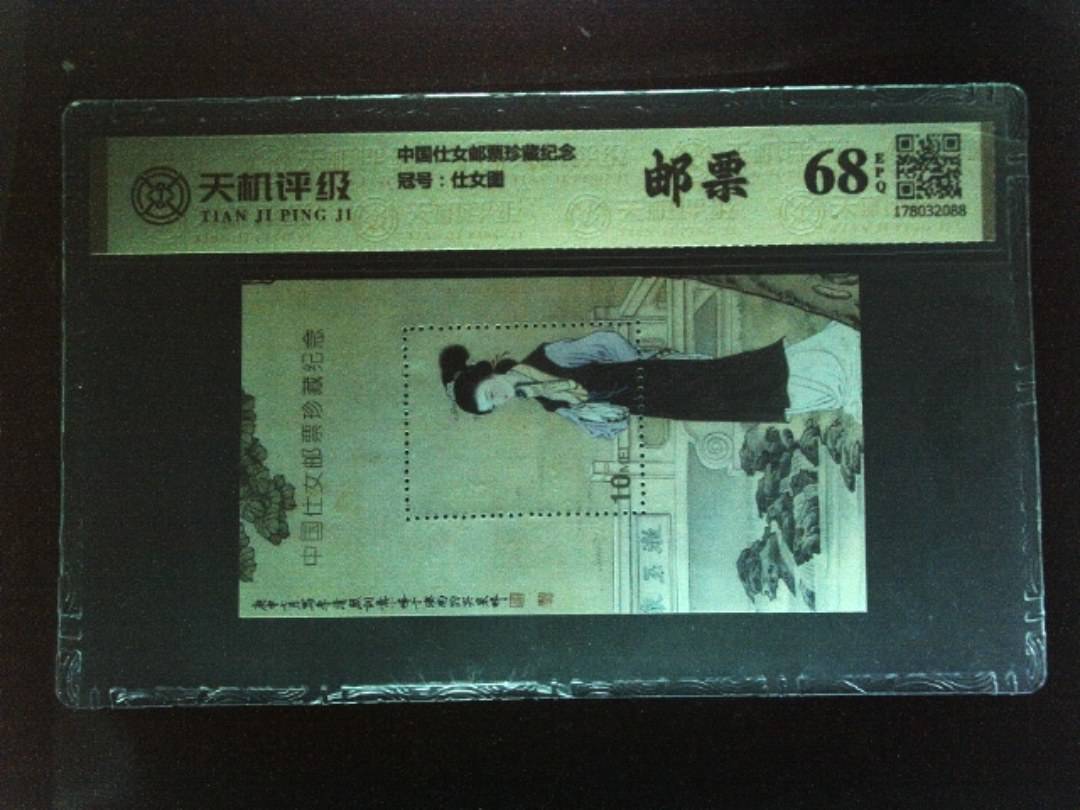 天机评级
TIAN JI PING JI
中国仕女邮票珍藏纪念
冠号：仕女图
邮票
68
EPQ
178032088
中国仕女邮票珍藏纪念
10